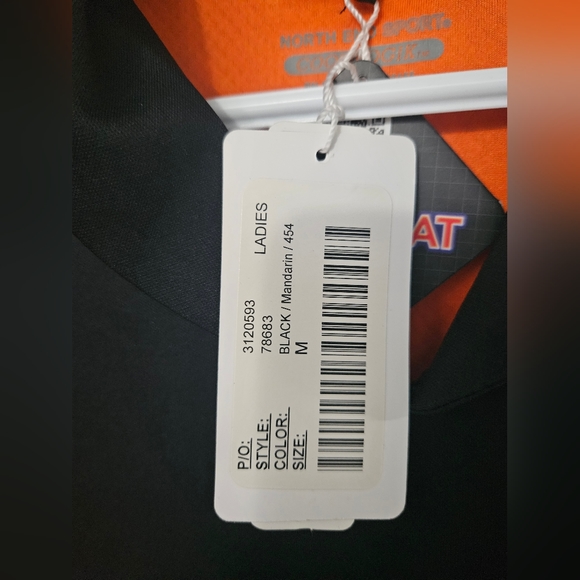 NORTH END SPORT
AT
P/O: 3120593
STYLE: 78683 LADIES
COLOR: BLACK / Mandarin / 454
SIZE: M